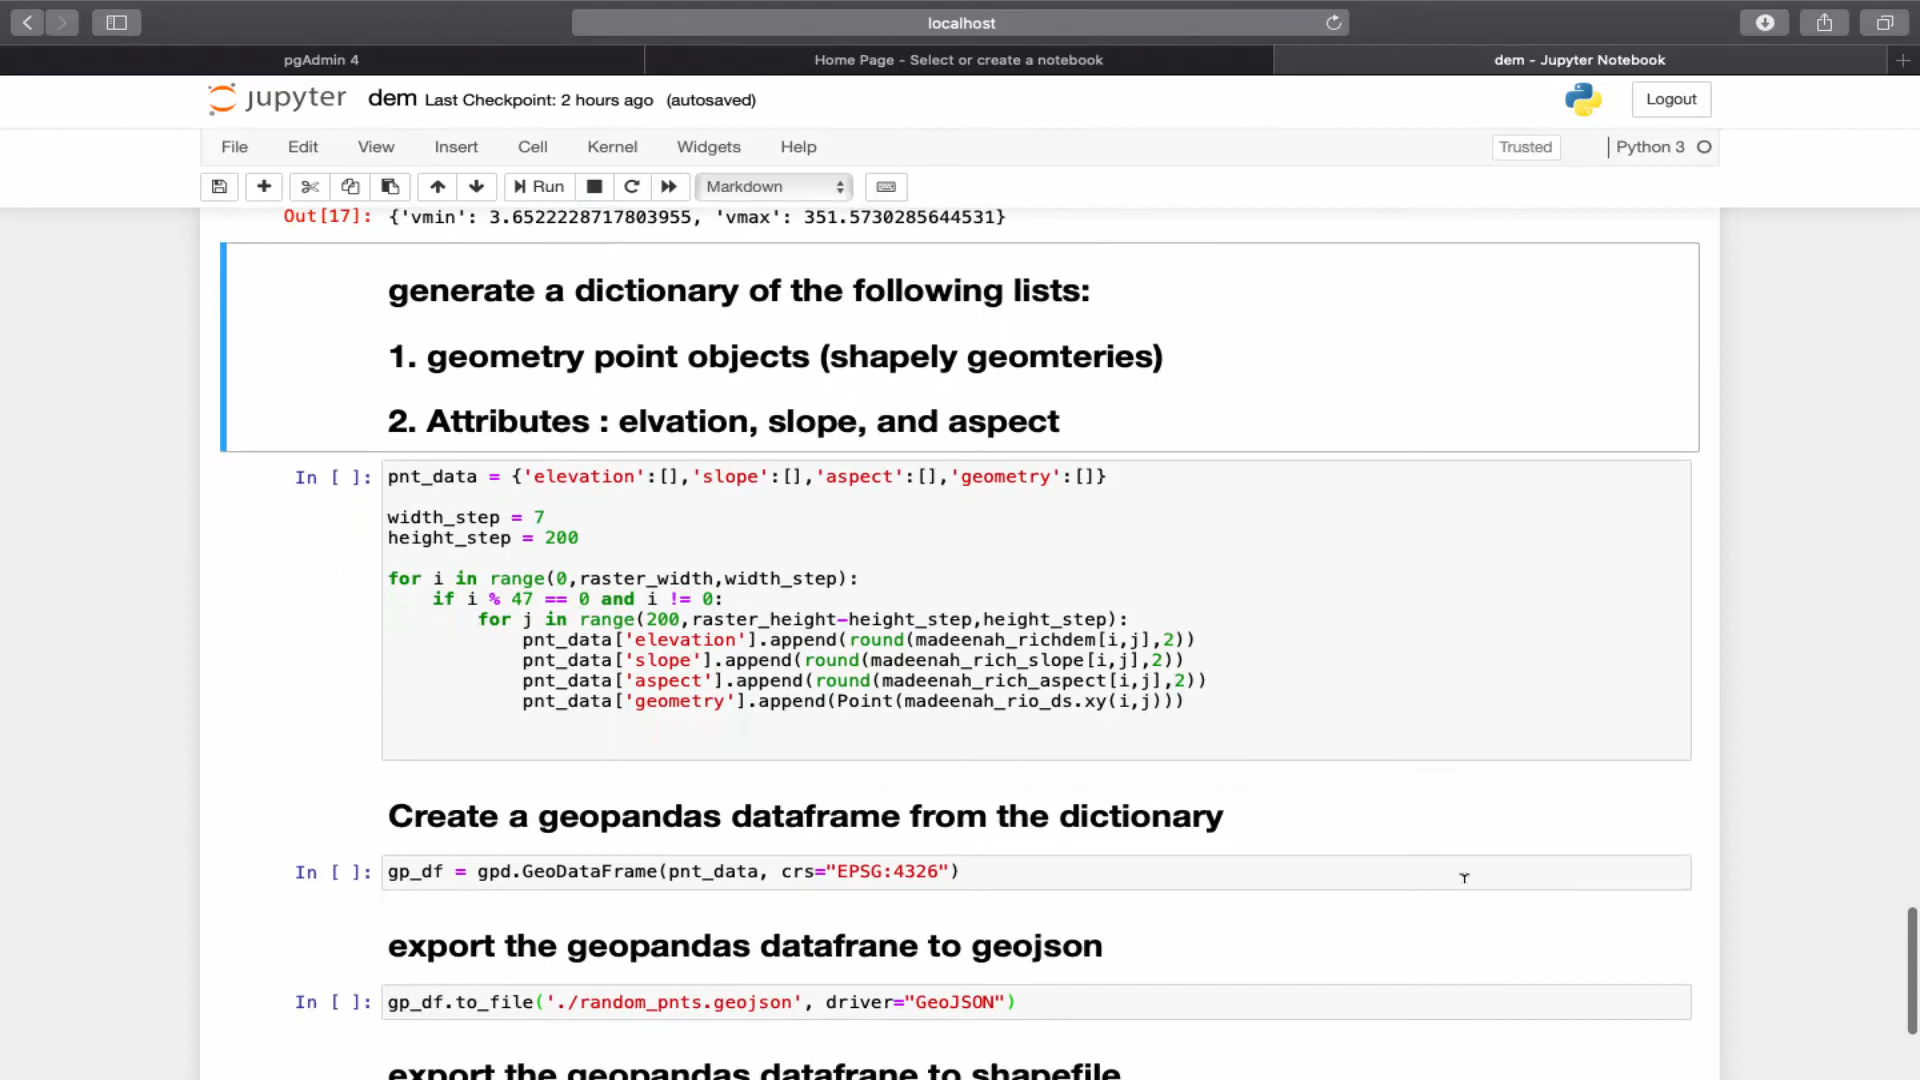 localhost
pgAdmin 4
Home Page - Select or create a notebook
dem - Jupyter Notebook
jupyter dem Last Checkpoint: 2 hours ago (autosaved)
Logout
File Edit View Insert Cell Kernel Widgets Help
Trusted
Python 3
Run
Markdown
Out[17]: {'vmin': 3.6522228717803955, 'vmax': 351.5730285644531}
generate a dictionary of the following lists:
1. geometry point objects (shapely geomteries)
2. Attributes : elvation, slope, and aspect
In [ ]: pnt_data = {'elevation':[],'slope':[],'aspect':[],'geometry':[]}
width_step = 7
height_step = 200
for i in range(0,raster_width,width_step):
if i % 47 == 0 and i != 0:
for j in range(200,raster_height-height_step,height_step):
pnt_data['elevation'].append(round(madeenah_richdem[i,j],2))
pnt_data['slope'].append(round(madeenah_rich_slope[i,j],2))
pnt_data['aspect'].append(round(madeenah_rich_aspect[i,j],2))
pnt_data['geometry'].append(Point(madeenah_rio_ds.xy(i,j)))
Create a geopandas dataframe from the dictionary
In [ ]: gp_df = gpd.GeoDataFrame(pnt_data, crs="EPSG:4326")
export the geopandas datafrane to geojson
In [ ]: gp_df.to_file('./random_pnts.geojson', driver="GeoJSON")
export the geopandas datafrane to shapefile